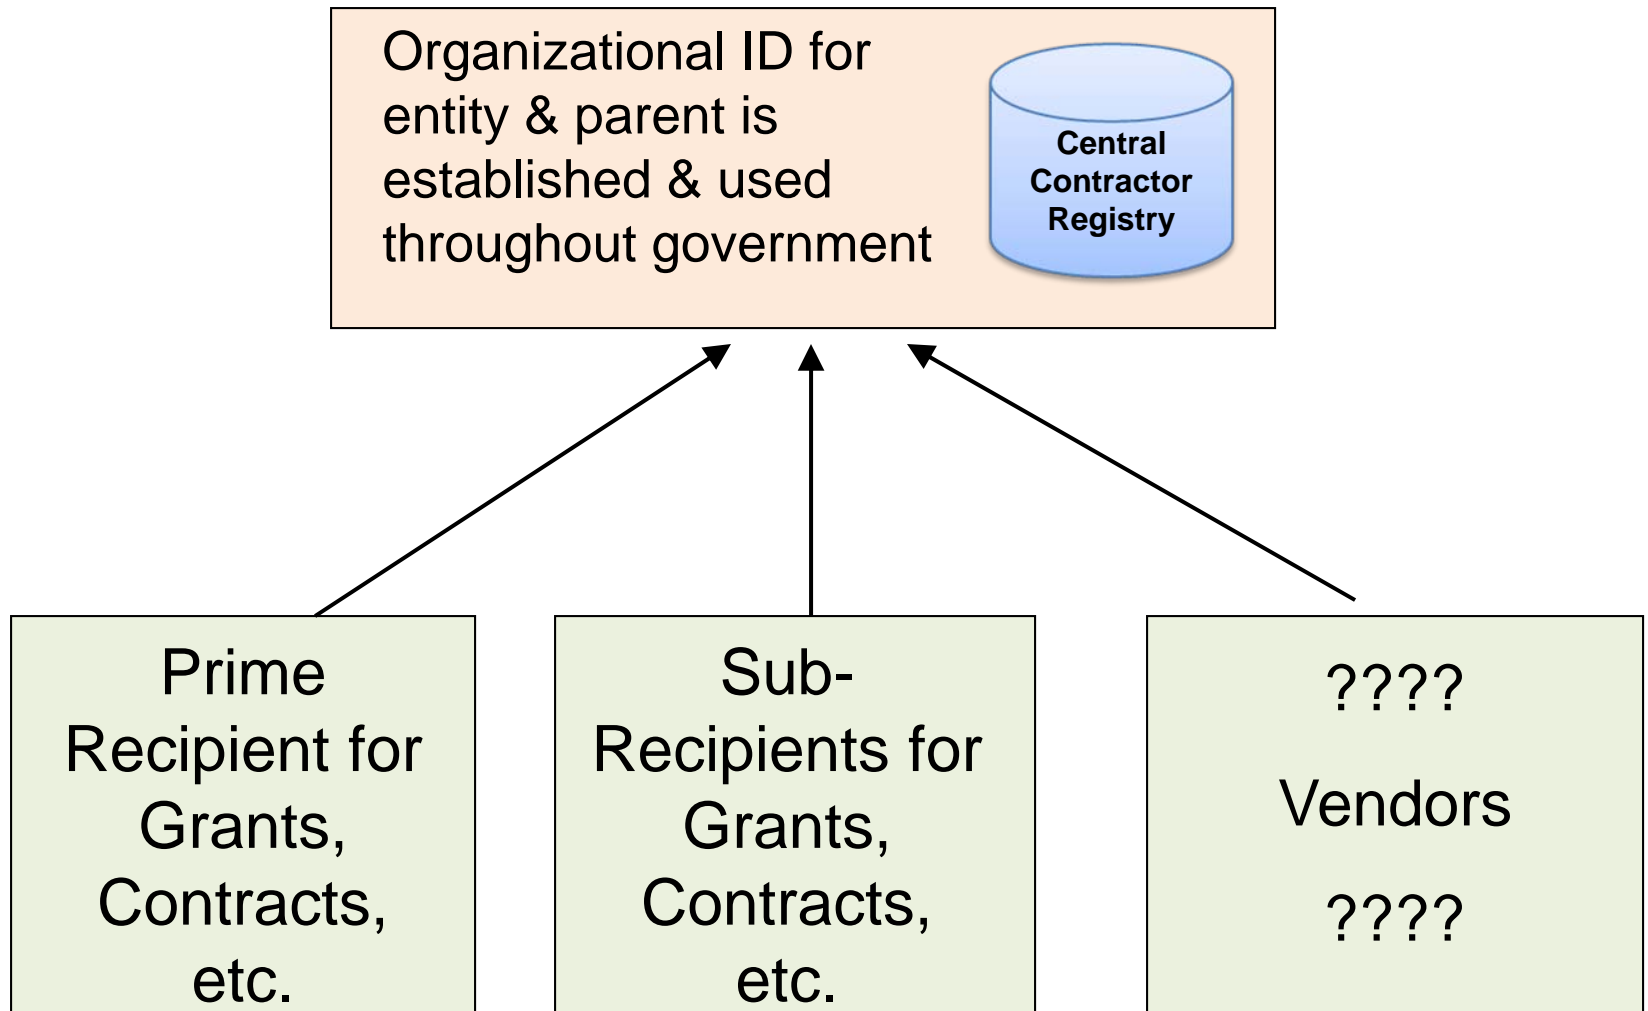 Organizational ID for
entity & parent is
established & used
throughout government
Central
Contractor
Registry
Prime
Recipient for
Grants,
Contracts,
etc.
Sub-
Recipients for
Grants,
Contracts,
etc.
????
Vendors
????